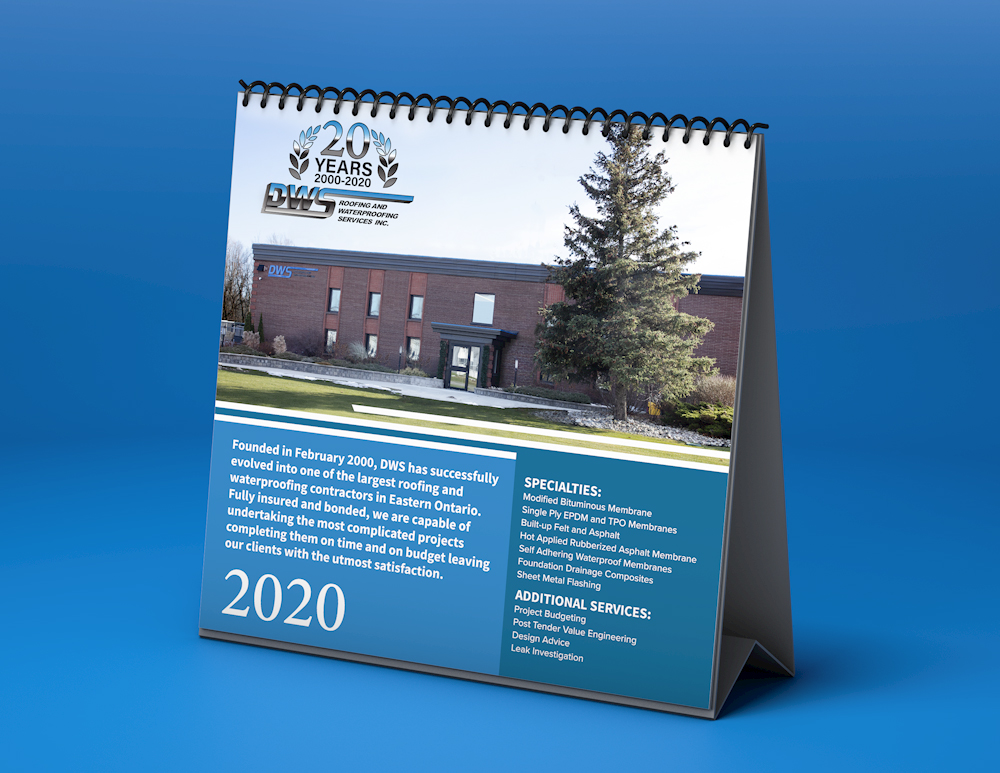 20
YEARS
2000-2020
DWS
ROOFING AND
WATERPROOFING
SERVICES INC.
DWS
Founded in February 2000, DWS has successfully
evolved into one of the largest roofing and
waterproofing contractors in Eastern Ontario.
Fully insured and bonded, we are capable of
undertaking the most complicated projects
completing them on time and on budget leaving
our clients with the utmost satisfaction.
2020
SPECIALTIES:
Modified Bituminous Membrane
Single Ply EPDM and TPO Membranes
Built-up Felt and Asphalt
Hot Applied Rubberized Asphalt Membrane
Self Adhering Waterproof Membranes
Foundation Drainage Composites
Sheet Metal Flashing
ADDITIONAL SERVICES:
Project Budgeting
Post Tender Value Engineering
Design Advice
Leak Investigation